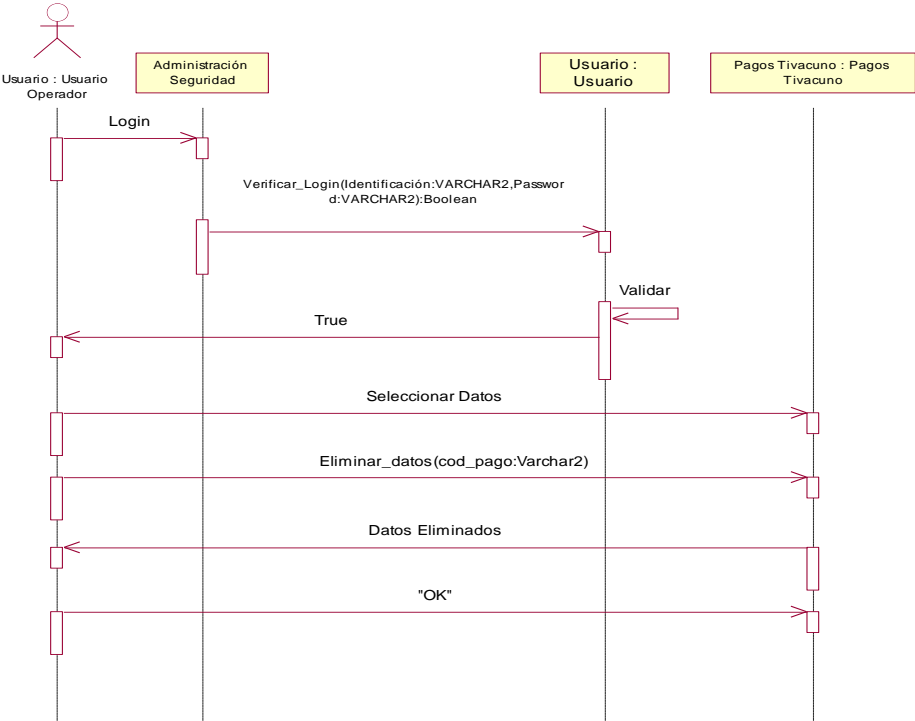 Usuario : Usuario
Operador
Administración
Seguridad
Usuario :
Usuario
Pagos Tivacuno : Pagos
Tivacuno
Login
Verificar_Login(Identificación:VARCHAR2,Passwor
d:VARCHAR2):Boolean
Validar
True
Seleccionar Datos
Eliminar_datos(cod_pago:Varchar2)
Datos Eliminados
"OK"